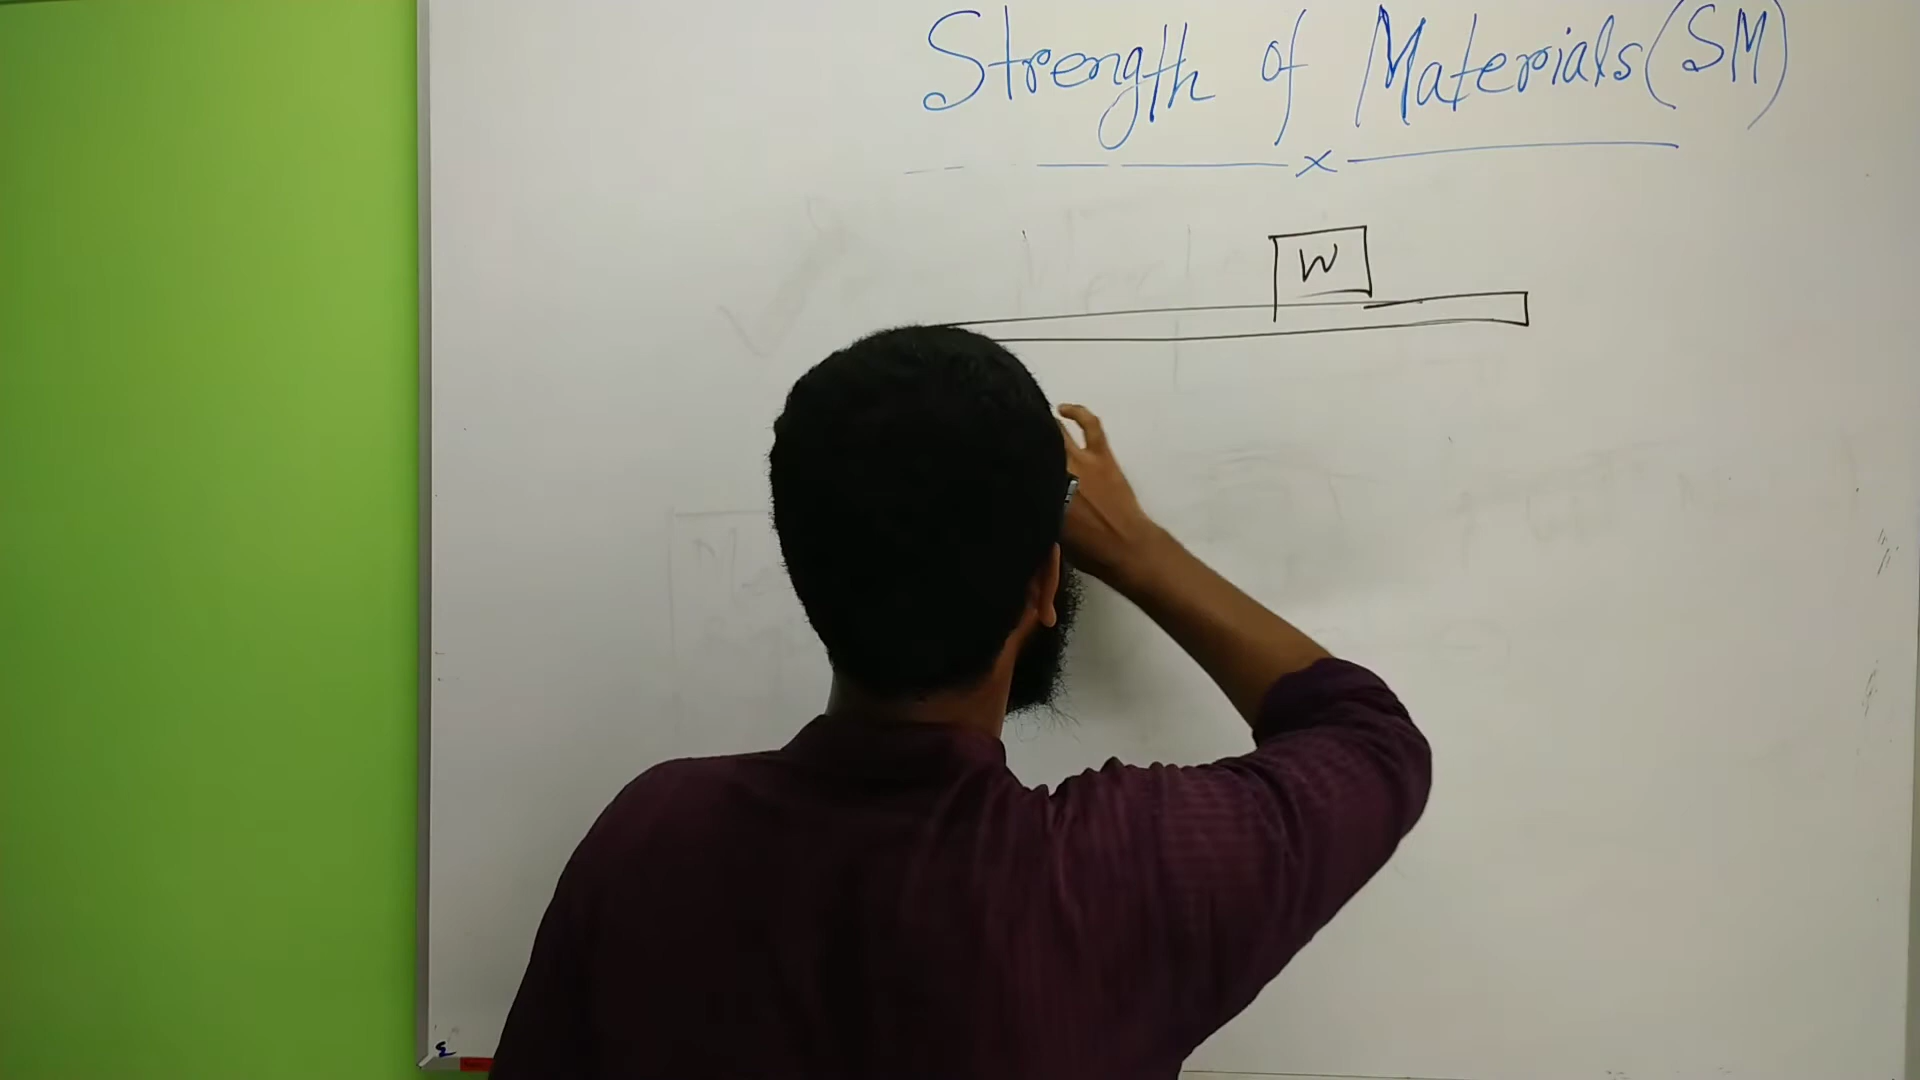 Strength of Materials (SM)
x
W